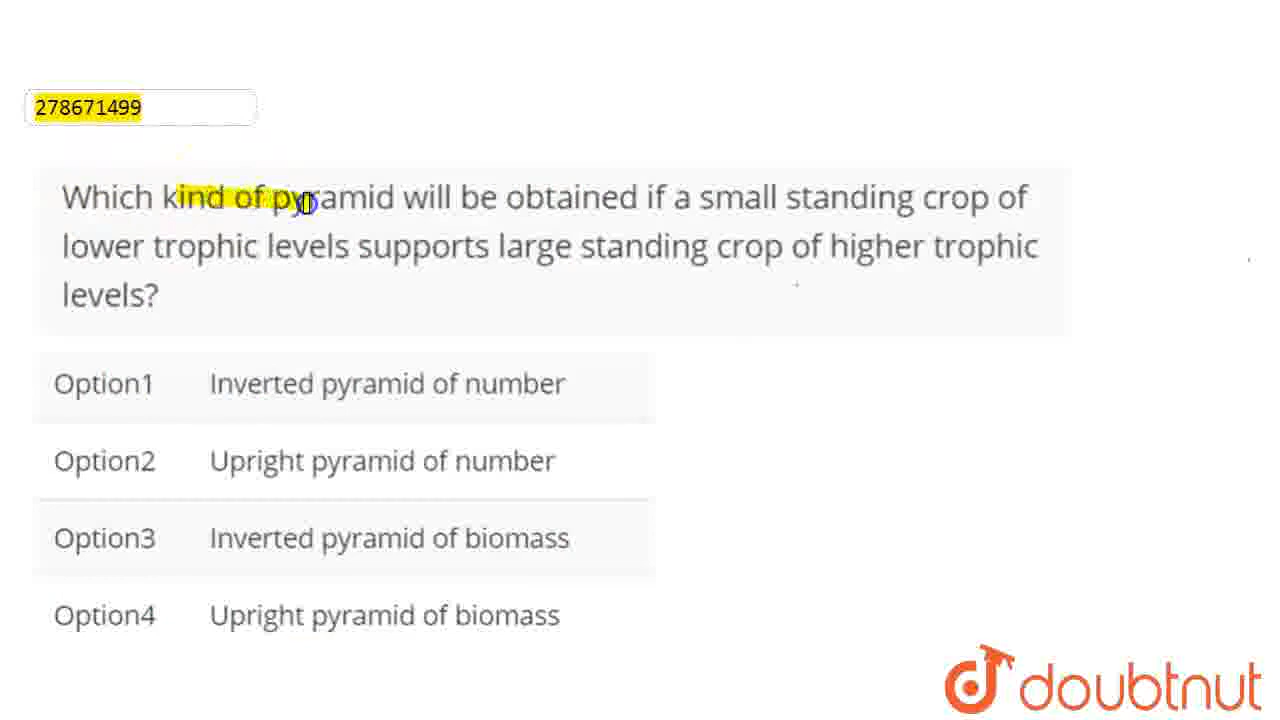 278671499
Which kind of pyramid will be obtained if a small standing crop of
lower trophic levels supports large standing crop of higher trophic
levels?
Option1 Inverted pyramid of number
Option2 Upright pyramid of number
Option3 Inverted pyramid of biomass
Option4 Upright pyramid of biomass
doubtnut